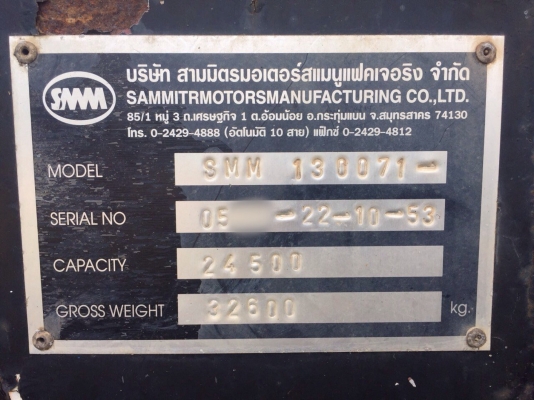 SMM
บริษัท สามมิตรมอเตอร์สแมนูแฟคเจอริง จำกัด
SAMMITRMOTORSMANUFACTURING CO.,LTD.
85/1 หมู่ 3 ถ.เศรษฐกิจ 1 ต.อ้อมน้อย อ.กระทุ่มแบน จ.สมุทรสาคร 74130
โทร. 0-2429-4888 (อัตโนมัติ 10 สาย) แฟ็กซ์ 0-2429-4812
MODEL SMM 130071-
SERIAL NO 05 -22-10-53
CAPACITY 24500
GROSS WEIGHT 32600 kg.